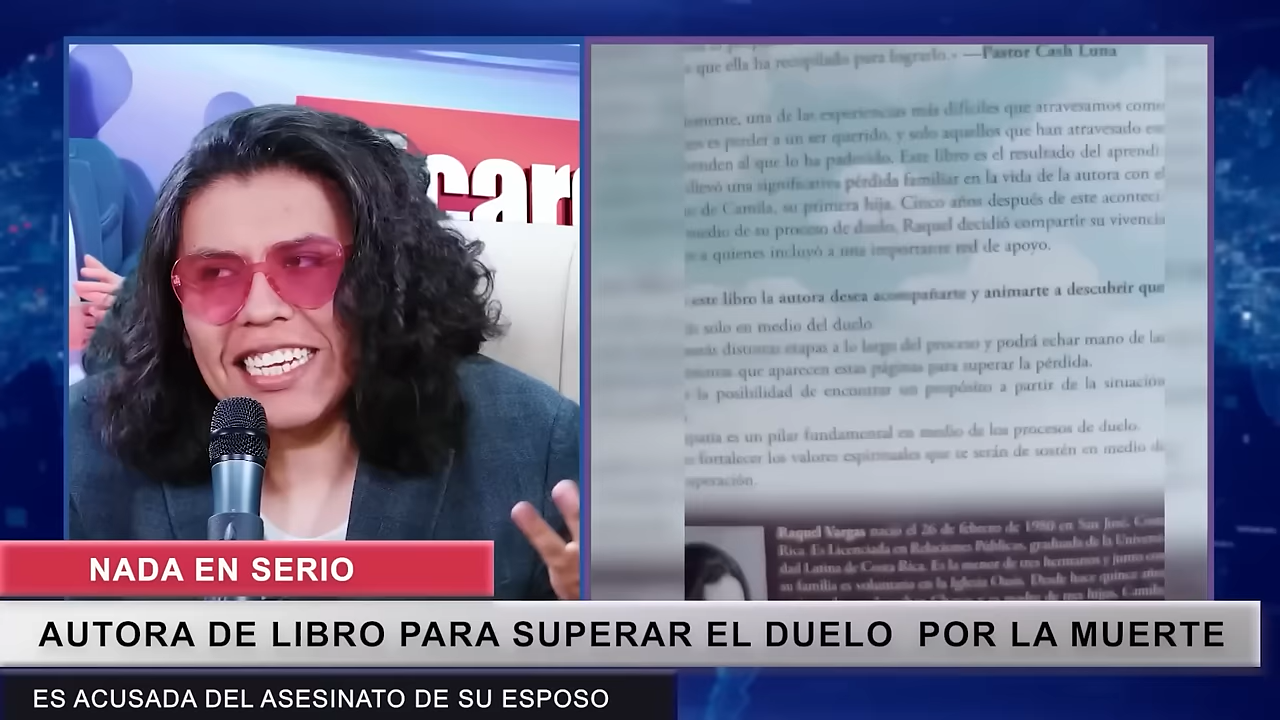 car
que ella ha recopilado para lograrlo.» —Pastor Cash Luna
una de las experiencias más difíciles que atravesamos como
es perder a un ser querido, y solo aquellos que han atravesado
al que lo ha padecido. Este libro es el resultado del
una significativa pérdida familiar en la vida de la autora con
de Camila, su primera hija. Cinco años después de este
medio de su proceso de duelo, Raquel decidió compartir su vivencia
a quienes incluyó a una importante red de apoyo.
este libro la autora desea acompañarte y animarte a descubrir que
solo en medio del duelo
distintas etapas a lo largo del proceso y podrá echar mano de
que aparecen estas páginas para superar la pérdida.
la posibilidad de encontrar un propósito a partir de la situación
es un pilar fundamental en medio de los procesos de duelo.
fortalecer los valores espirituales que te serán de sostén en medio
Raquel Vargas nació el 26 de febrero de 1980 en San José,
Rica. Es Licenciada en Relaciones Públicas, graduada de la
dad Latina de Costa Rica. Es la menor de tres hermanos y junto con
su familia es voluntaria en la Iglesia Oasis. Desde hace quince años
NADA EN SERIO
AUTORA DE LIBRO PARA SUPERAR EL DUELO POR LA MUERTE
ES ACUSADA DEL ASESINATO DE SU ESPOSO